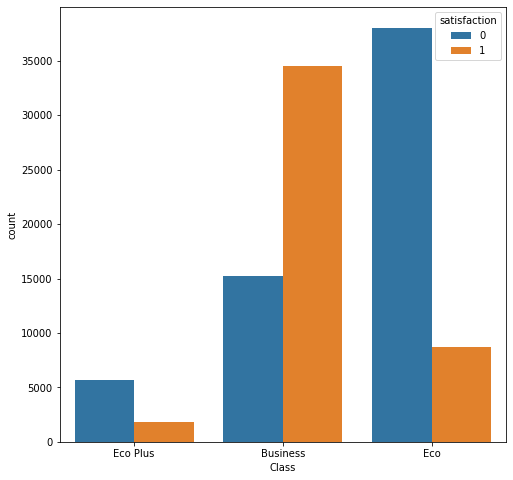 satisfaction
0
1
35000
30000
25000
20000
15000
10000
5000
0
count
Eco Plus Business Eco
Class